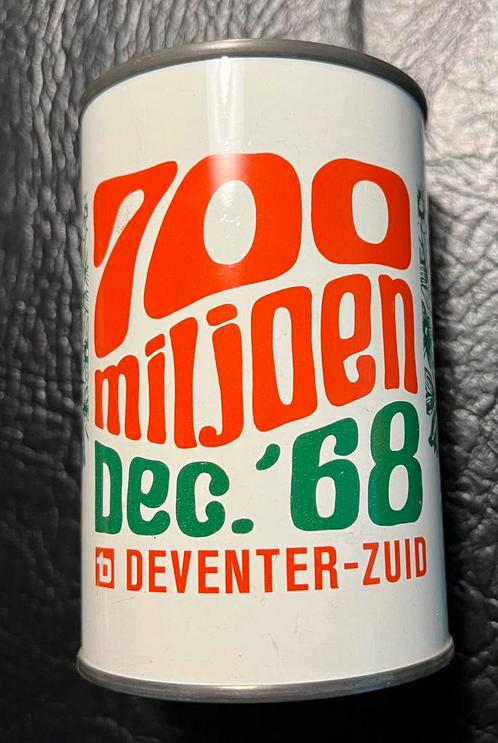 700
miljoen
Dec. '68
DEVENTER-ZUID